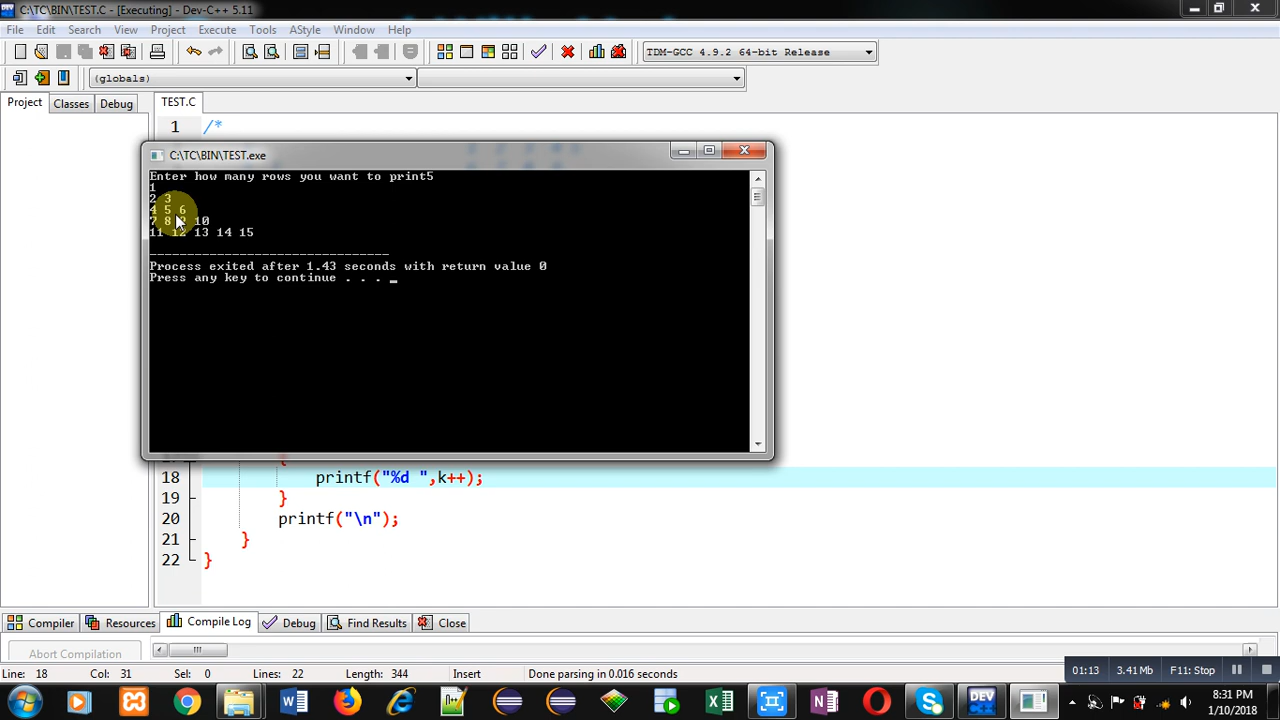 C:\TC\BIN\TEST.C - [Executing] - Dev-C++ 5.11
File Edit Search View Project Execute Tools AStyle Window Help
TDM-GCC 4.9.2 64-bit Release
(globals)
Project Classes Debug
TEST.C
1 /*
C:\TC\BIN\TEST.exe
Enter how many rows you want to print5
1
2 3
4 5 6
7 8 9 10
11 12 13 14 15
--------------------------------
Process exited after 1.43 seconds with return value 0
Press any key to continue . . . _
{
18 printf("%d ",k++);
19 }
20 printf("\n");
21 }
22 }
Compiler Resources Compile Log Debug Find Results Close
Abort Compilation
Line: 18 Col: 31 Sel: 0 Lines: 22 Length: 344 Insert Done parsing in 0.016 seconds
01:13 3.41 Mb F11: Stop
DEV
8:31 PM
1/10/2018